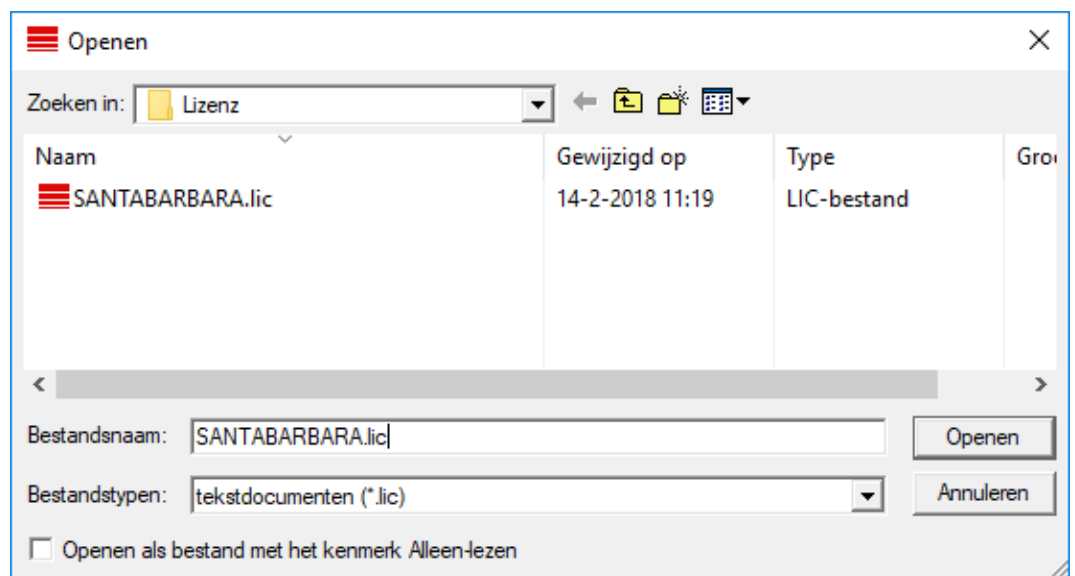 Openen
Zoeken in: Lizenz
Naam Gewijzigd op Type
SANTABARBARA.lic 14-2-2018 11:19 LIC-bestand
Bestandsnaam: SANTABARBARA.lic Openen
Bestandstypen: tekstdocumenten (*.lic) Annuleren
Openen als bestand met het kenmerk Alleen-lezen